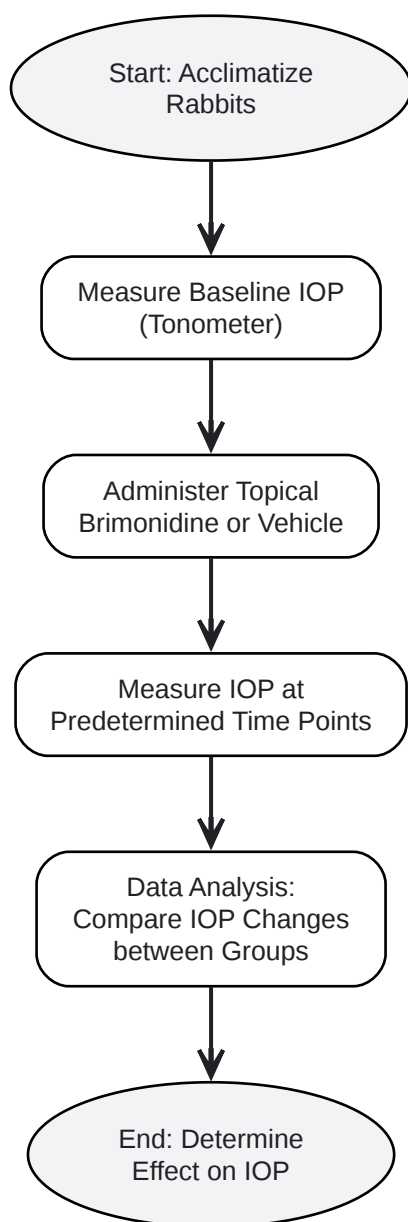 Start: Acclimatize
Rabbits
Measure Baseline IOP
(Tonometer)
Administer Topical
Brimonidine or Vehicle
Measure IOP at
Predetermined Time Points
Data Analysis:
Compare IOP Changes
between Groups
End: Determine
Effect on IOP